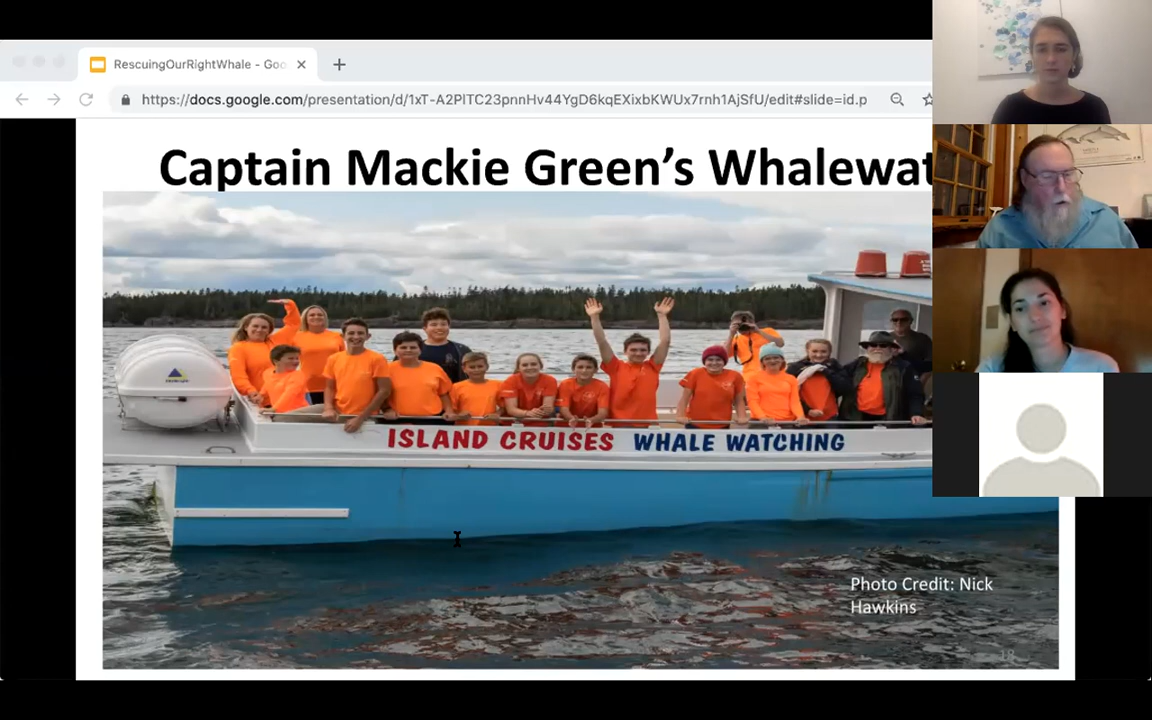 RescuingOurRightWhale - Goo
https://docs.google.com/presentation/d/1xT-A2PlTC23pnnHv44YgD6kqEXixbKWUx7rnh1AjSfU/edit#slide=id.p
Captain Mackie Green’s Whalewat
ISLAND CRUISES WHALE WATCHING
Photo Credit: Nick
Hawkins
18